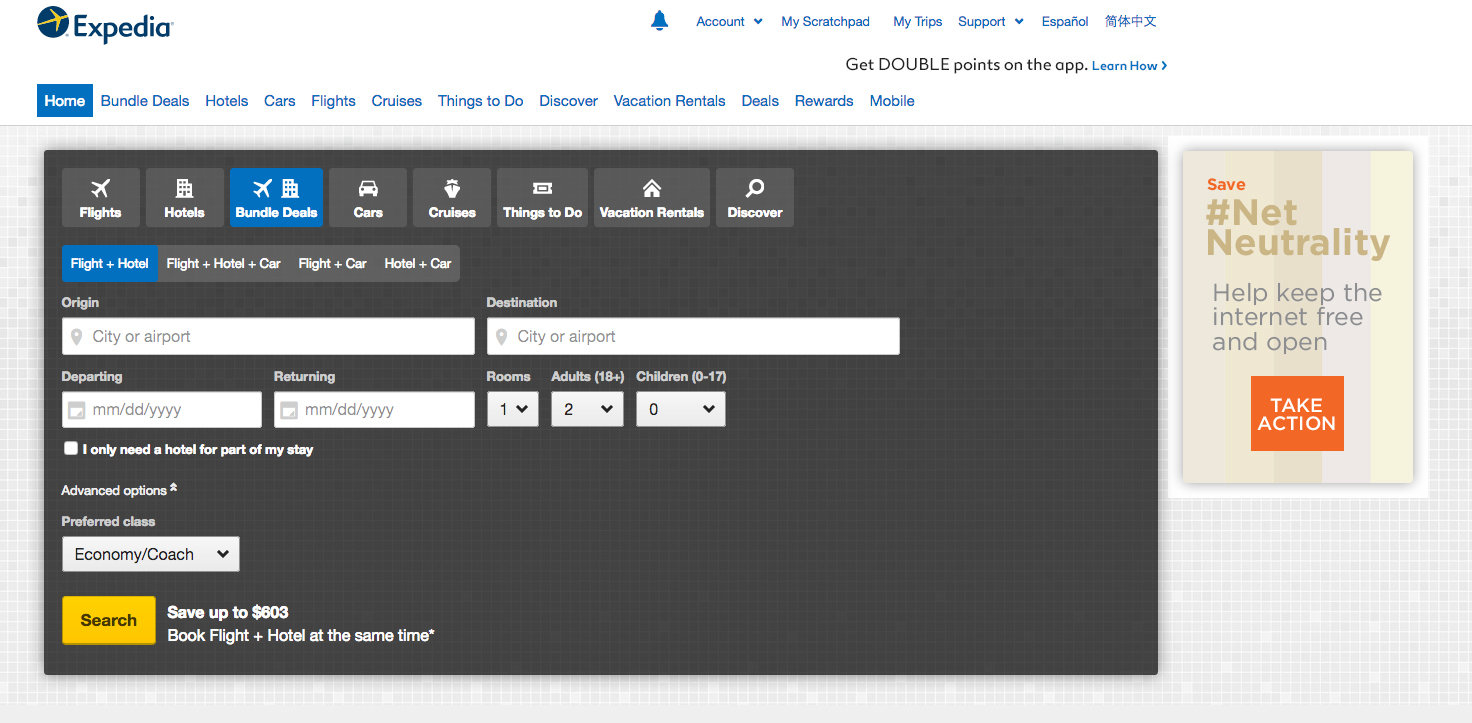 Expedia
Account My Scratchpad My Trips Support Español 简体中文
Get DOUBLE points on the app. Learn How
Home Bundle Deals Hotels Cars Flights Cruises Things to Do Discover Vacation Rentals Deals Rewards Mobile
Flights Hotels Bundle Deals Cars Cruises Things to Do Vacation Rentals Discover
Flight + Hotel Flight + Hotel + Car Flight + Car Hotel + Car
Origin Destination
City or airport City or airport
Departing Returning Rooms Adults (18+) Children (0-17)
mm/dd/yyyy mm/dd/yyyy 1 2 0
I only need a hotel for part of my stay
Advanced options
Preferred class
Economy/Coach
Search
Save up to $603
Book Flight + Hotel at the same time*
Save
#Net
Neutrality
Help keep the
internet free
and open
TAKE
ACTION